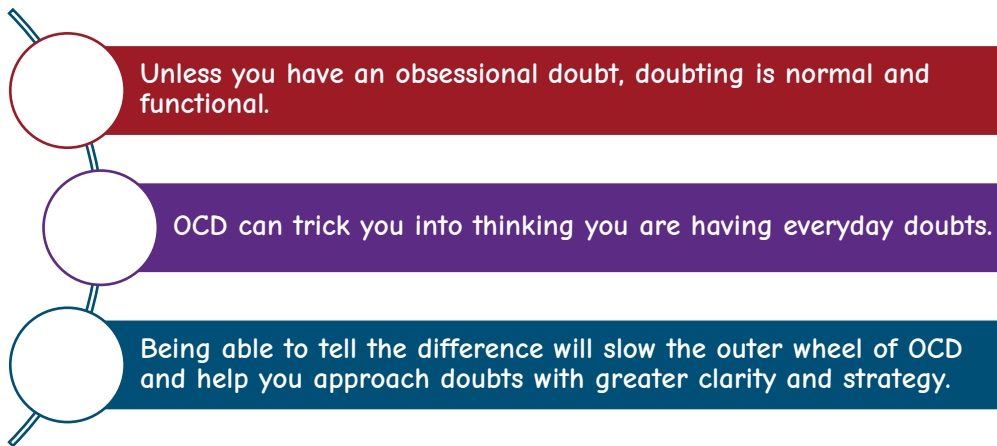 Unless you have an obsessional doubt, doubting is normal and
functional.
OCD can trick you into thinking you are having everyday doubts.
Being able to tell the difference will slow the outer wheel of OCD
and help you approach doubts with greater clarity and strategy.